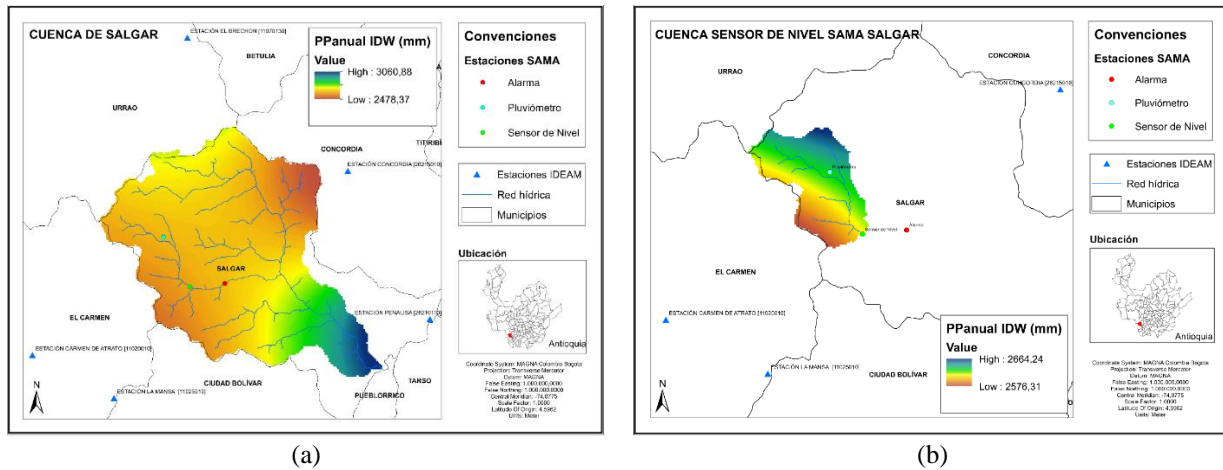 CUENCA DE SALGAR
ESTACIÓN EL BRECHON [11070130]
BETULIA
URRAO
PPanual IDW (mm)
Value
High : 3060,88
Low : 2478,37
TITIRIBÍ
CONCORDIA
ESTACIÓN CONCORDIA [26215010]
SALGAR
EL CARMEN
ESTACIÓN CARMEN DE ATRATO [11020010]
ESTACIÓN LA MANSA [11025010]
CIUDAD BOLÍVAR
TARSO
PUEBLORRICO
N
Convenciones
Estaciones SAMA
Alarma
Pluviómetro
Sensor de Nivel
Estaciones IDEAM
Red hídrica
Municipios
Ubicación
Antioquia
Coordinate System: MAGNA Colombia Bogota
Projection: Transverse Mercator
Datum: MAGNA
False Easting: 1.000.000,0000
False Northing: 1.000.000,0000
Central Meridian: -74,0775
Scale Factor: 1,0000
Latitude Of Origin: 4,5962
Units: Meter
(a)
CUENCA SENSOR DE NIVEL SAMA SALGAR
CONCORDIA
URRAO
ESTACIÓN CONCORDIA [26215010]
Pluviómetro
SALGAR
Sensor de Nivel
Alarma
EL CARMEN
ESTACIÓN CARMEN DE ATRATO [11020010]
ESTACIÓN LA MANSA [11025010]
CIUDAD BOLÍVAR
PPanual IDW (mm)
Value
High : 2664,24
Low : 2576,31
N
Convenciones
Estaciones SAMA
Alarma
Pluviómetro
Sensor de Nivel
Estaciones IDEAM
Red hídrica
Municipios
Ubicación
Antioquia
Coordinate System: MAGNA Colombia Bogota
Projection: Transverse Mercator
Datum: MAGNA
False Easting: 1.000.000,0000
False Northing: 1.000.000,0000
Central Meridian: -74,0775
Scale Factor: 1,0000
Latitude Of Origin: 4,5962
Units: Meter
(b)